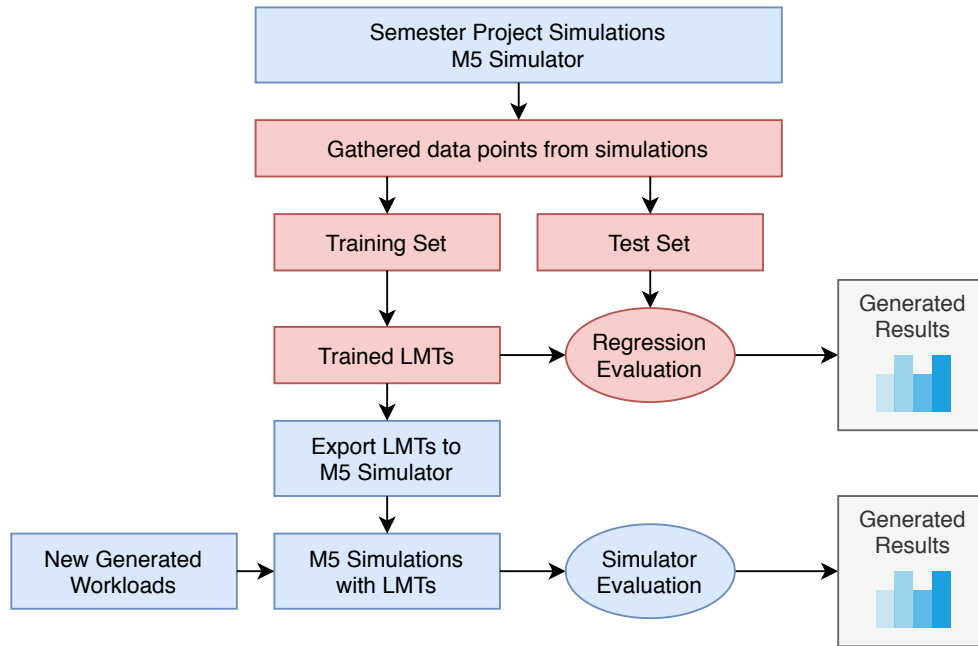 Semester Project Simulations
M5 Simulator
Gathered data points from simulations
Training Set
Test Set
Trained LMTs
Regression
Evaluation
Generated
Results
Export LMTs to
M5 Simulator
New Generated
Workloads
M5 Simulations
with LMTs
Simulator
Evaluation
Generated
Results